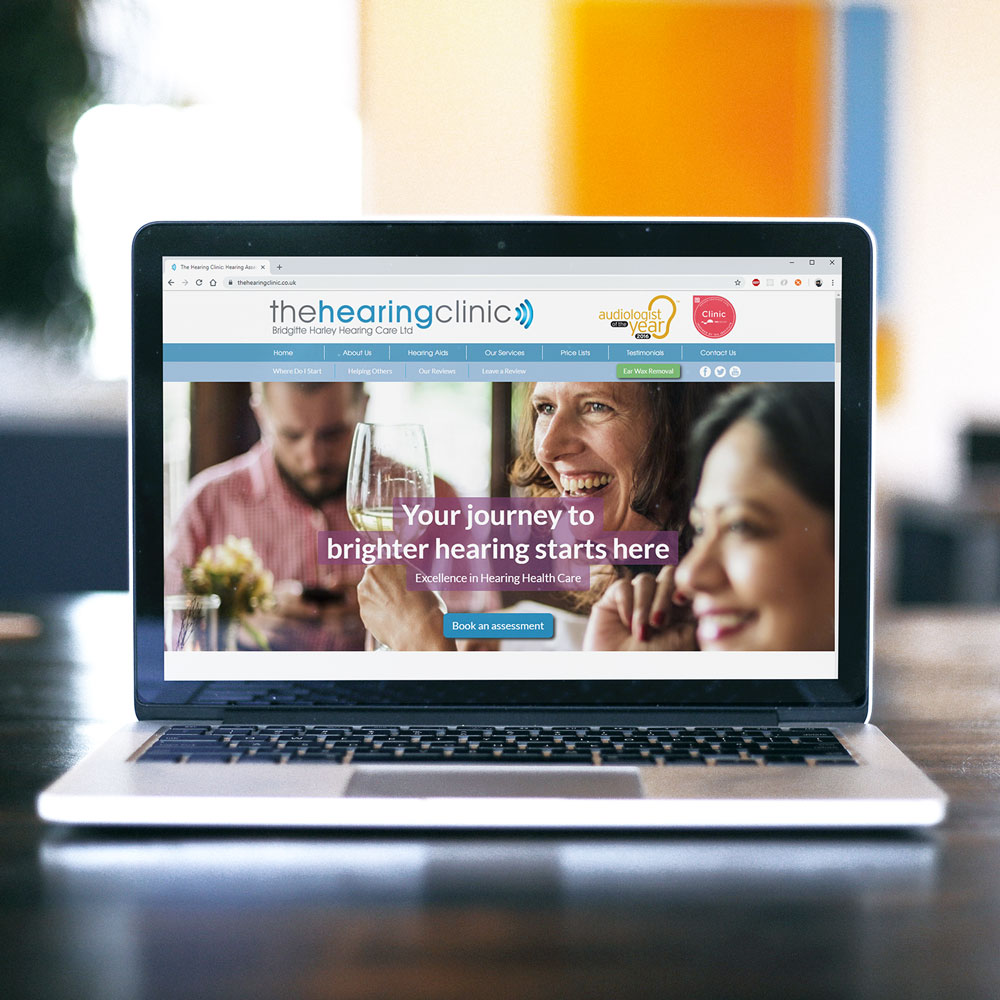 The Hearing Clinic: Hearing Asse
thehearingclinic.co.uk
thehearingclinic
Bridgitte Harley Hearing Care Ltd
audiologist
of the
year
2016
Clinic
Home
About Us
Hearing Aids
Our Services
Price Lists
Testimonials
Contact Us
Where Do I Start
Helping Others
Our Reviews
Leave a Review
Ear Wax Removal
Your journey to
brighter hearing starts here
Excellence in Hearing Health Care
Book an assessment